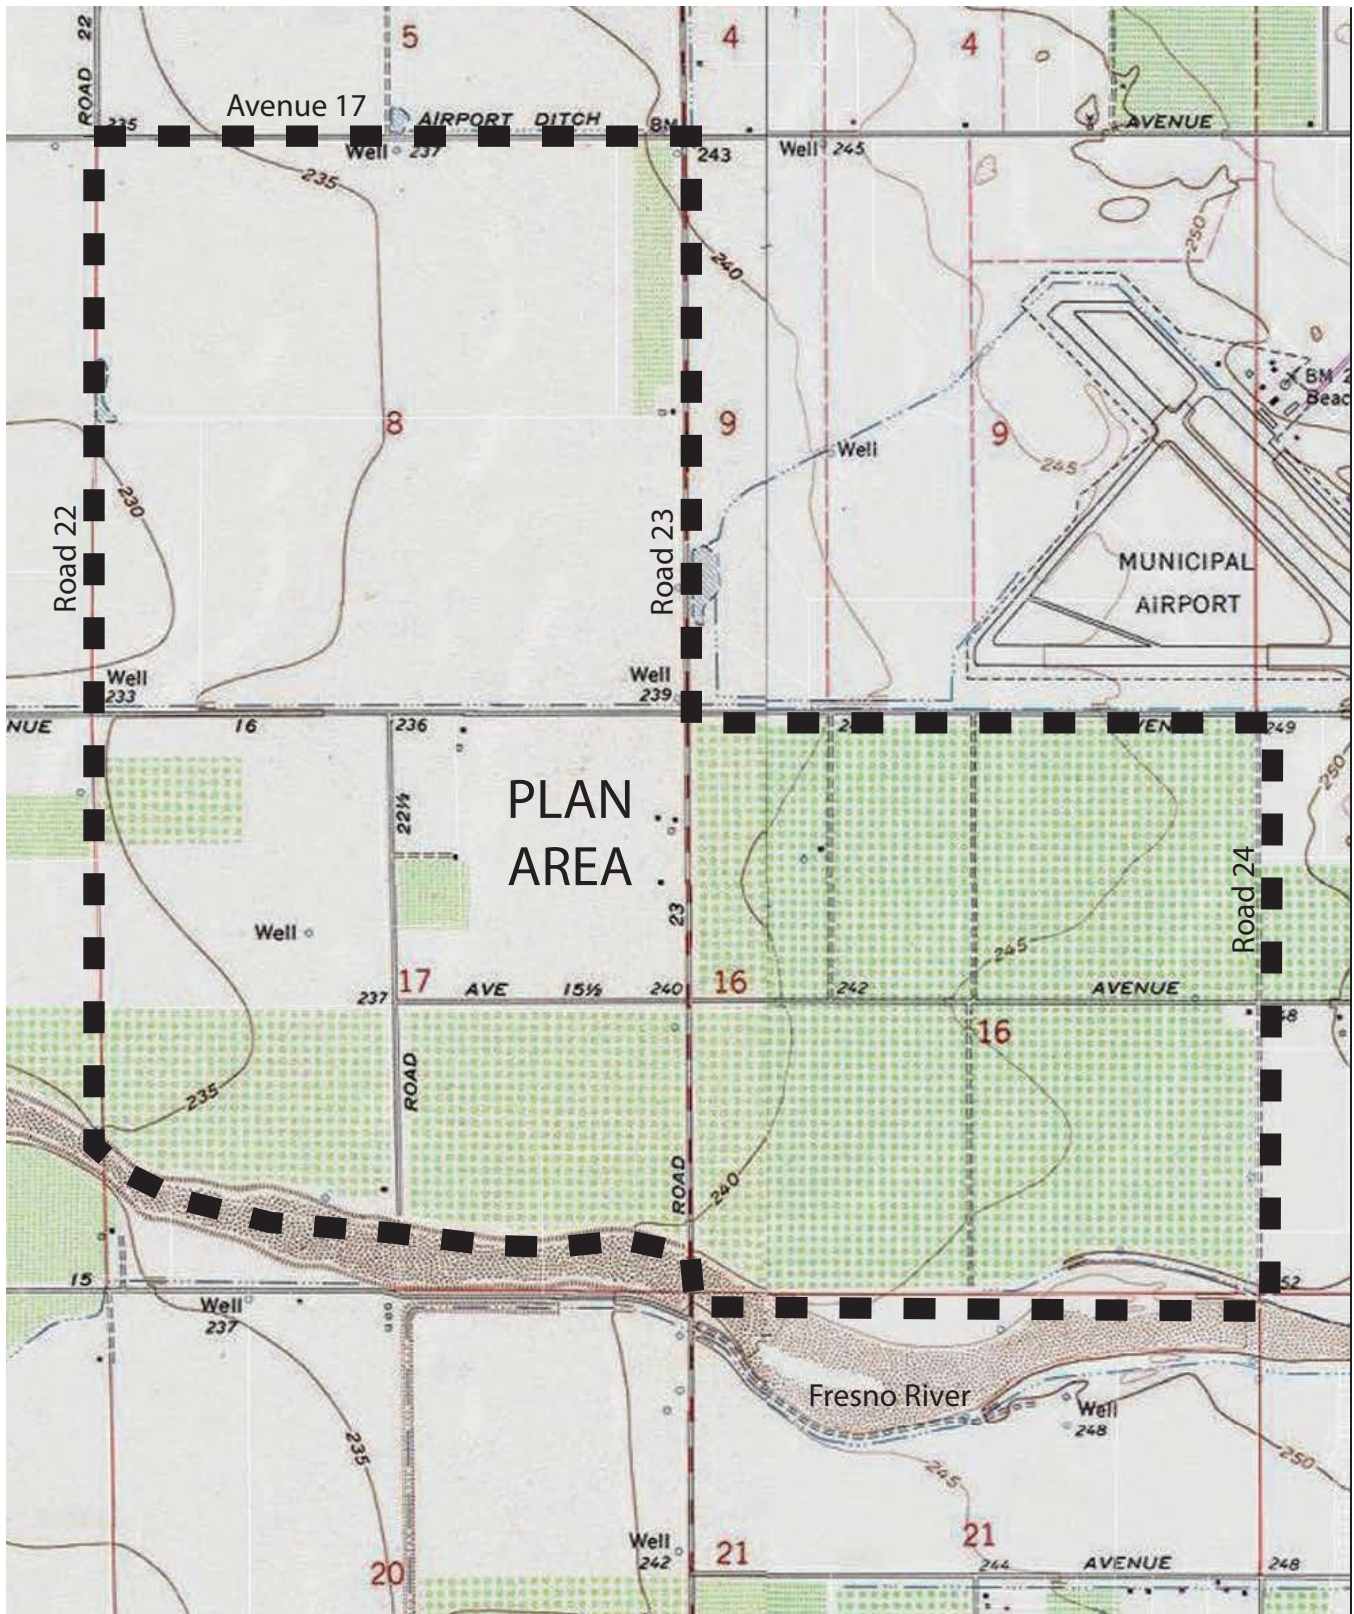 ROAD 22
5
4
4
Avenue 17
235
AIRPORT DITCH
BM
AVENUE
Well
237
243
Well
245
235
240
250
8
9
9
Well
245
BM
Beac
230
Road 22
Road 23
MUNICIPAL
AIRPORT
Well
233
Well
239
NUE
16
236
VEN
249
250
PLAN
AREA
22½
Road 24
23
Well
245
17
16
237
AVE 15½
240
242
AVENUE
16
48
ROAD
235
ROAD
240
15
52
Well
237
Fresno River
Well
248
235
245
250
Well
242
20
21
21
244
AVENUE
248